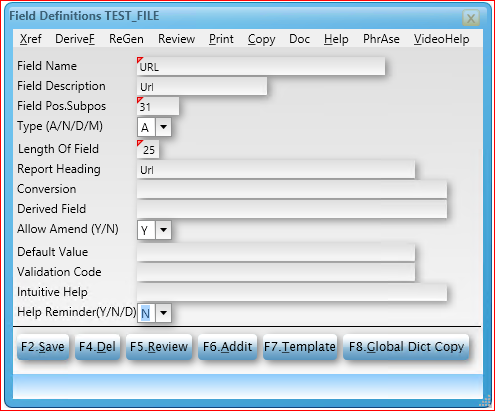 Field Definitions TEST_FILE
Xref DeriveF ReGen Review Print Copy Doc Help PhrAse VideoHelp
Field Name URL
Field Description Url
Field Pos.Subpos 31
Type (A/N/D/M) A
Length Of Field 25
Report Heading Url
Conversion
Derived Field
Allow Amend (Y/N) Y
Default Value
Validation Code
Intuitive Help
Help Reminder(Y/N/D) N
F2.Save F4.Del F5.Review F6.Addit F7.Template F8.Global Dict Copy